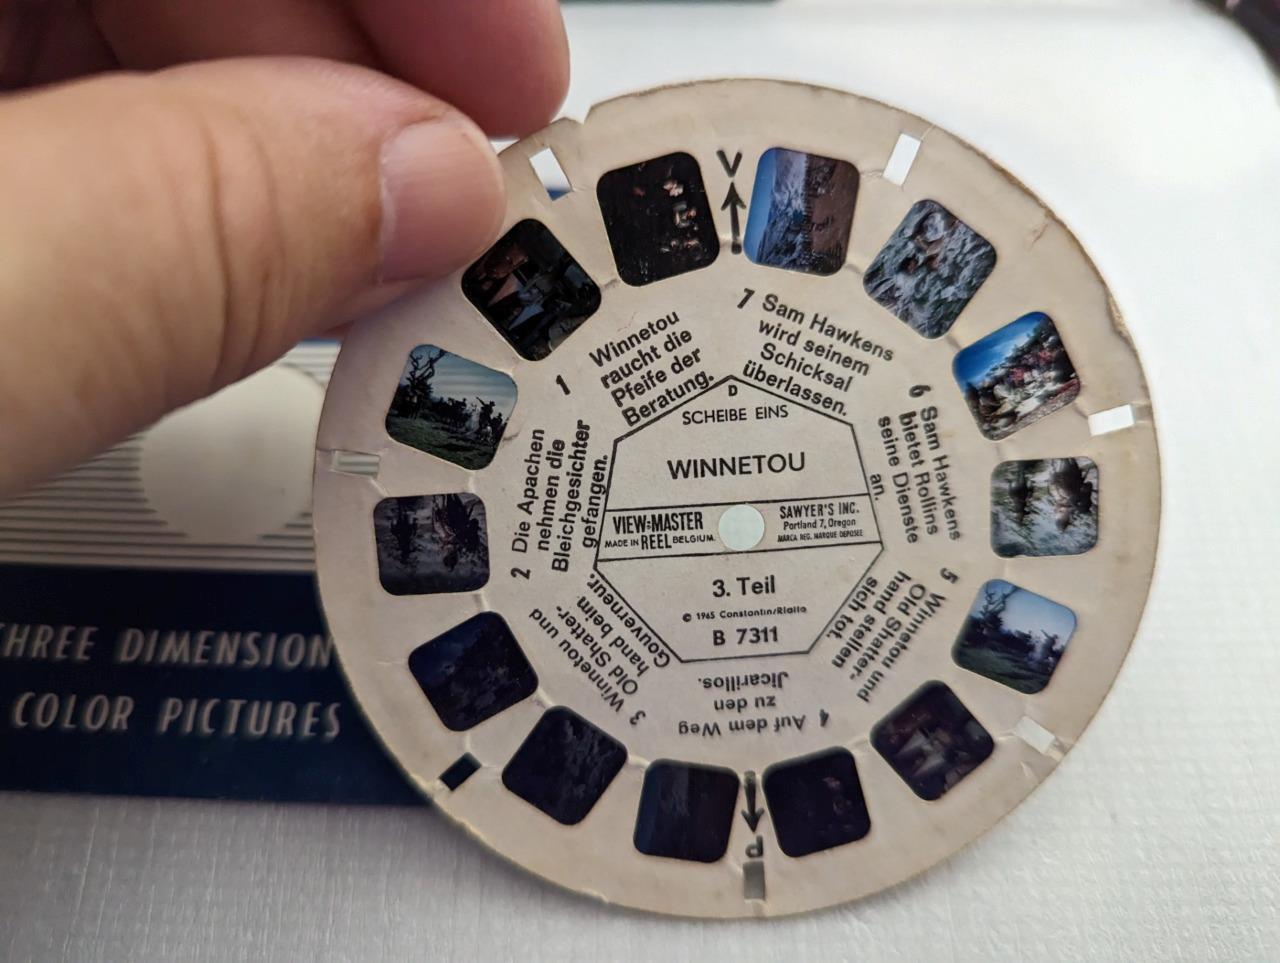 V
D
SCHEIBE EINS
WINNETOU
VIEW-MASTER
MADE IN REEL BELGIUM
SAWYER'S INC.
Portland 7, Oregon
MARCA REG. MARQUE DEPOSEE
3. Teil
© 1965 Constantin/Rialto
B 7311
1 Winnetou
raucht die
Pfeife der
Beratung.
2 Die Apachen
nehmen die
Bleichgesichter
gefangen.
3 Winnetou und
Old Shatter-
hand beim
Gouverneur.
4 Auf dem Weg
zu den
Jicarillos.
5 Winnetou und
Old Shatter-
hand stellen
sich tot.
6 Sam Hawkens
bietet Rollins
seine Dienste
an.
7 Sam Hawkens
wird seinem
Schicksal
überlassen.
P
THREE DIMENSION
COLOR PICTURES